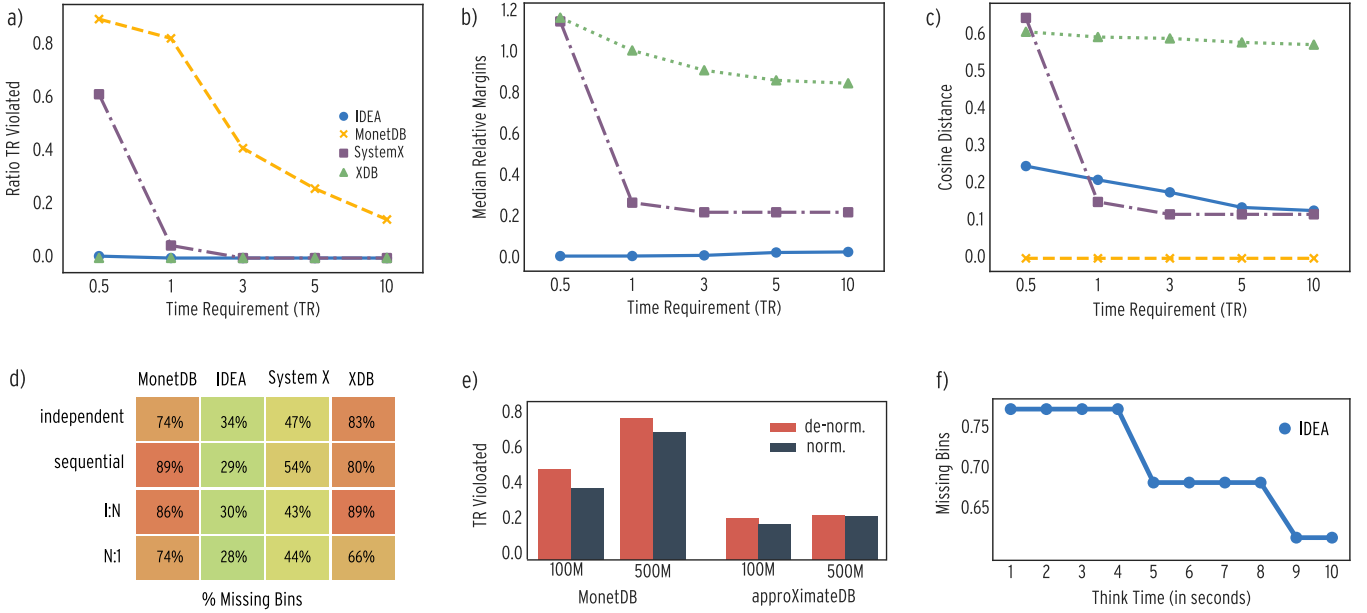 a)
0.8
0.6
0.4
0.2
0.0
Ratio TR Violated
IDEA
MonetDB
SystemX
XDB
0.5 1 3 5 10
Time Requirement (TR)
b)
1.2
1.0
0.8
0.6
0.4
0.2
0.0
Median Relative Margins
0.5 1 3 5 10
Time Requirement (TR)
c)
0.6
0.5
0.4
0.3
0.2
0.1
0.0
Cosine Distance
0.5 1 3 5 10
Time Requirement (TR)
d)
MonetDB IDEA System X XDB
independent 74% 34% 47% 83%
sequential 89% 29% 54% 80%
I:N 86% 30% 43% 89%
N:1 74% 28% 44% 66%
% Missing Bins
e)
0.8
0.6
0.4
0.2
0.0
TR Violoated
de-norm.
norm.
100M 500M 100M 500M
MonetDB approXimateDB
f)
0.75
0.70
0.65
Missing Bins
IDEA
1 2 3 4 5 6 7 8 9 10
Think Time (in seconds)